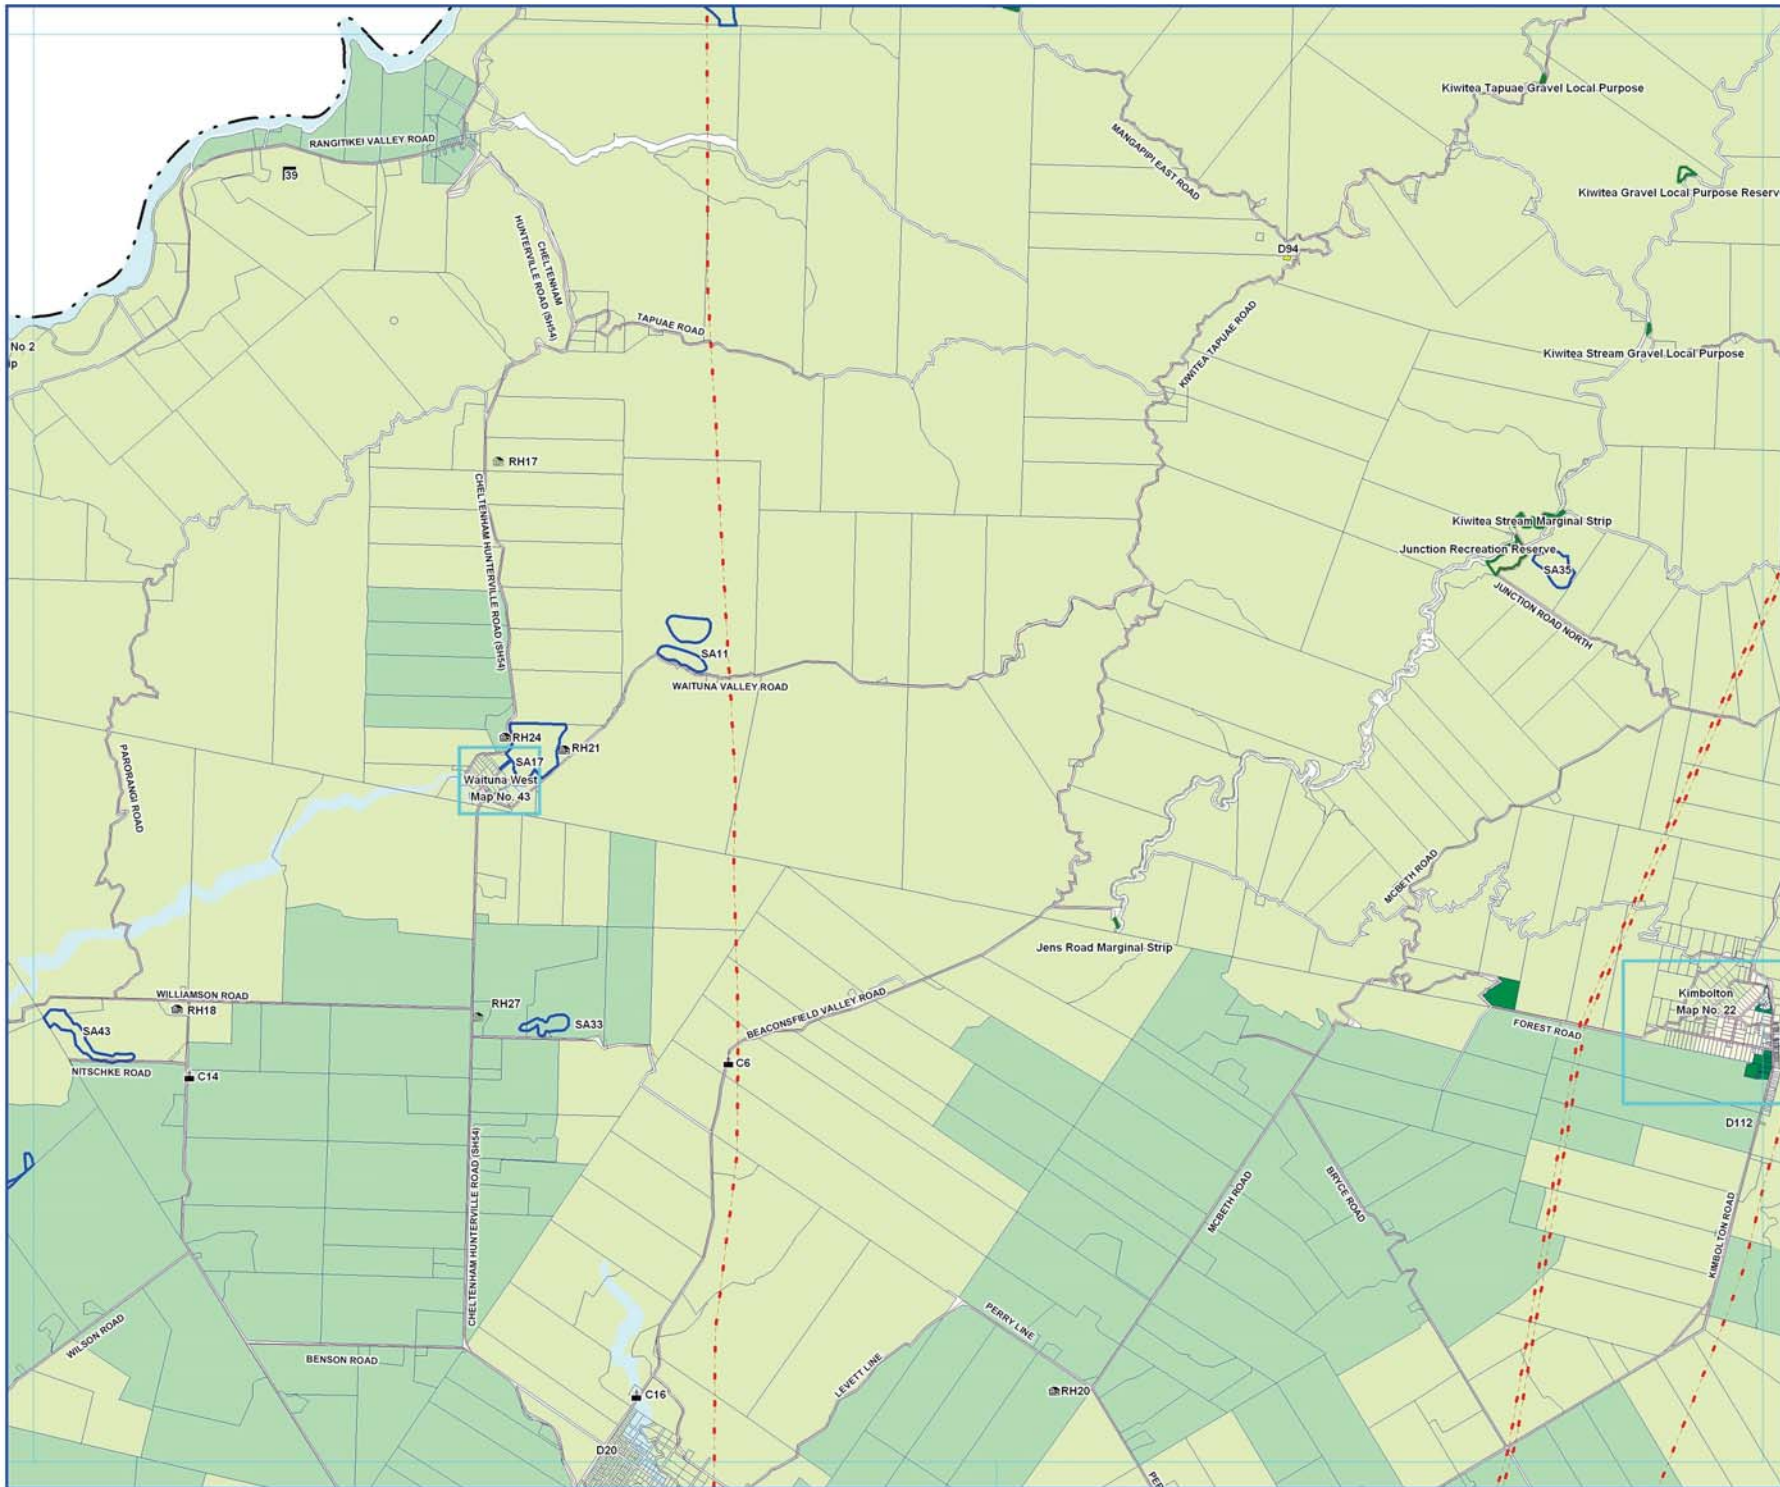 Kiwitea Tapuae Gravel Local Purpose
RANGITIKEI VALLEY ROAD
39
MANGAPIPI EAST ROAD
Kiwitea Gravel Local Purpose Reserve
CHELTENHAM
HUNTERVILLE ROAD (SH54)
D94
TAPUAE ROAD
KIWITEA TAPUAE ROAD
No 2
ip
Kiwitea Stream Gravel Local Purpose
RH17
CHELTENHAM HUNTERVILLE ROAD (SH54)
Kiwitea Stream Marginal Strip
Junction Recreation Reserve
SA35
JUNCTION ROAD NORTH
SA11
WAITUNA VALLEY ROAD
RH24
RH21
SA17
Waituna West
Map No. 43
PARORANGI ROAD
MCBETH ROAD
Jens Road Marginal Strip
WILLIAMSON ROAD
RH18
RH27
SA33
SA43
BEACONSFIELD VALLEY ROAD
Kimbolton
Map No. 22
FOREST ROAD
NITSCHKE ROAD
C14
C6
D112
CHELTENHAM HUNTERVILLE ROAD (SH54)
MCBETH ROAD
BRYCE ROAD
KIMBOLTON ROAD
WILSON ROAD
BENSON ROAD
PERRY LINE
LEVETT LINE
RH20
C16
D20
PER